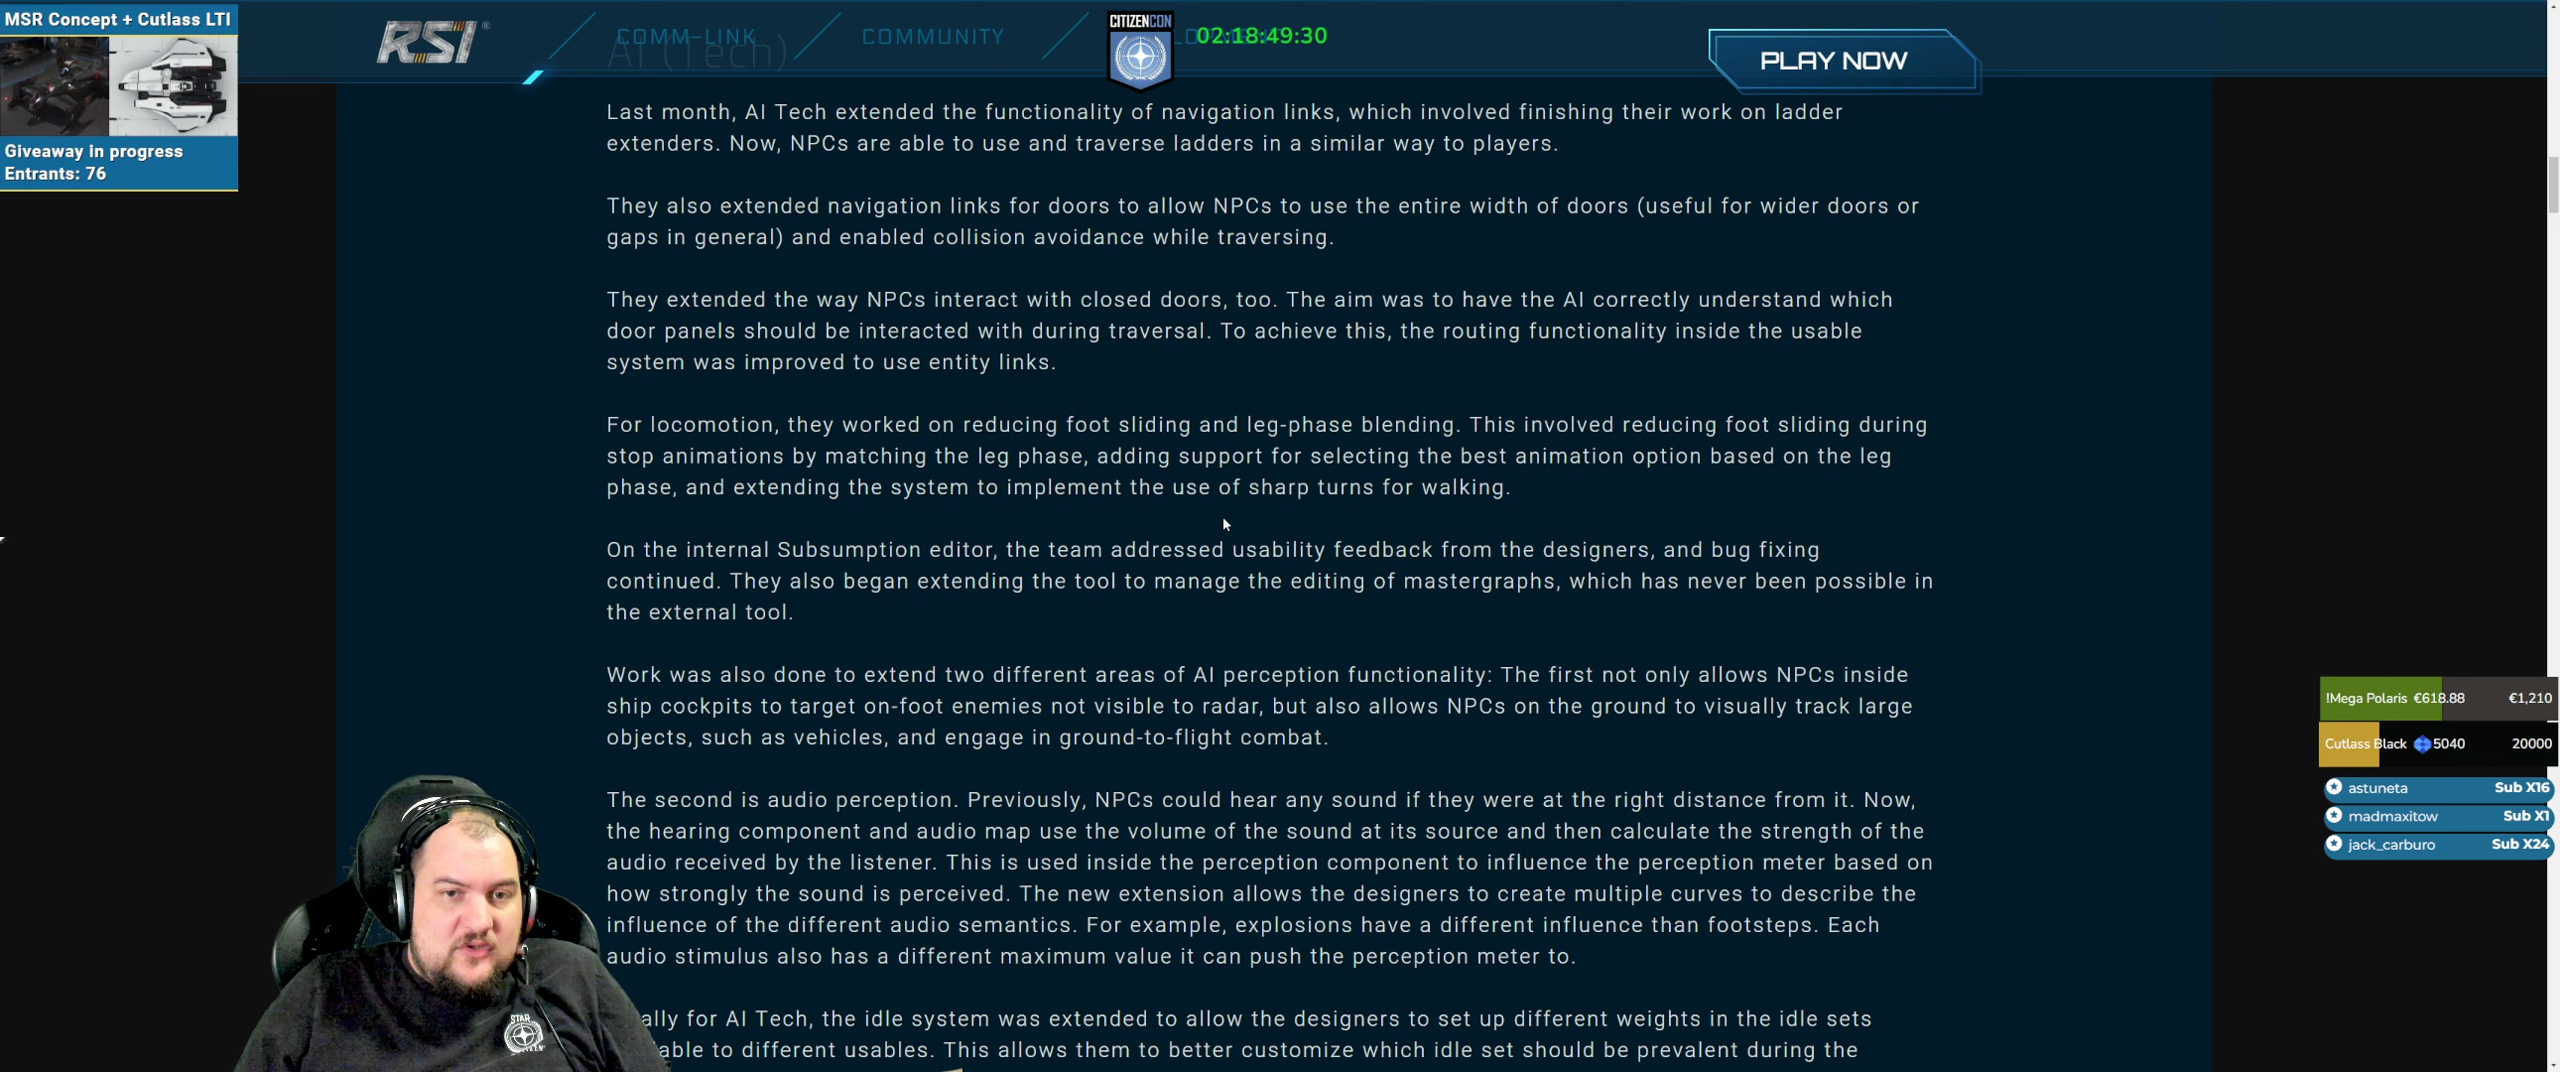 MSR Concept + Cutlass LTI
Giveaway in progress
Entrants: 76
RSI
COMM-LINK
COMMUNITY
CITIZENCON
02:18:49:30
PLAY NOW
AI (Tech)
Last month, AI Tech extended the functionality of navigation links, which involved finishing their work on ladder
extenders. Now, NPCs are able to use and traverse ladders in a similar way to players.
They also extended navigation links for doors to allow NPCs to use the entire width of doors (useful for wider doors or
gaps in general) and enabled collision avoidance while traversing.
They extended the way NPCs interact with closed doors, too. The aim was to have the AI correctly understand which
door panels should be interacted with during traversal. To achieve this, the routing functionality inside the usable
system was improved to use entity links.
For locomotion, they worked on reducing foot sliding and leg-phase blending. This involved reducing foot sliding during
stop animations by matching the leg phase, adding support for selecting the best animation option based on the leg
phase, and extending the system to implement the use of sharp turns for walking.
On the internal Subsumption editor, the team addressed usability feedback from the designers, and bug fixing
continued. They also began extending the tool to manage the editing of mastergraphs, which has never been possible in
the external tool.
Work was also done to extend two different areas of AI perception functionality: The first not only allows NPCs inside
ship cockpits to target on-foot enemies not visible to radar, but also allows NPCs on the ground to visually track large
objects, such as vehicles, and engage in ground-to-flight combat.
The second is audio perception. Previously, NPCs could hear any sound if they were at the right distance from it. Now,
the hearing component and audio map use the volume of the sound at its source and then calculate the strength of the
audio received by the listener. This is used inside the perception component to influence the perception meter based on
how strongly the sound is perceived. The new extension allows the designers to create multiple curves to describe the
influence of the different audio semantics. For example, explosions have a different influence than footsteps. Each
audio stimulus also has a different maximum value it can push the perception meter to.
ally for AI Tech, the idle system was extended to allow the designers to set up different weights in the idle sets
able to different usables. This allows them to better customize which idle set should be prevalent during the
!Mega Polaris €618.88 €1,210
Cutlass Black 5040 20000
astuneta Sub X16
madmaxitow Sub X1
jack_carburo Sub X24
STAR